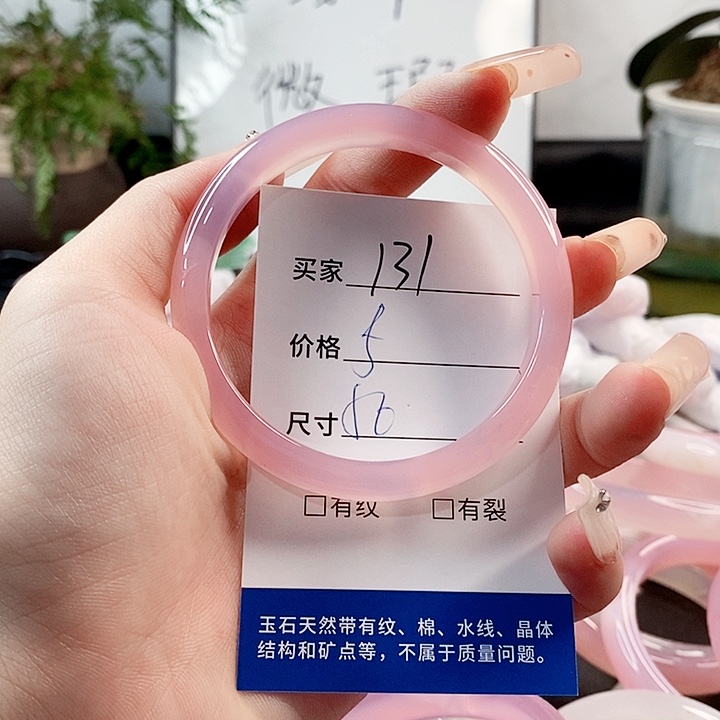 买家 131
价格 5
尺寸 56
□有纹 □有裂
玉石天然带有纹、棉、水线、晶体
结构和矿点等，不属于质量问题。